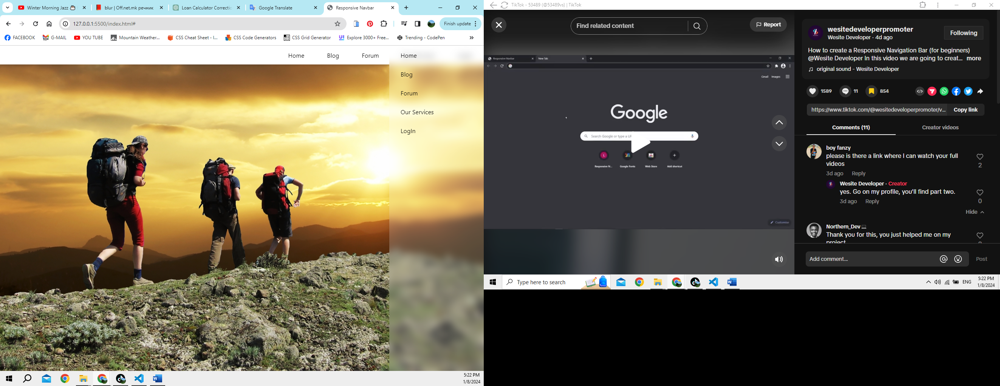 Winter Morning Jazz
blur | Off.net.mk речник
Loan Calculator Correctio
Google Translate
Responsive Navbar
127.0.0.1:5500/index.html#
Finish update
FACEBOOK
G-MAIL
YOU TUBE
Mountain Weather...
CSS Cheat Sheet - I...
CSS Code Generators
CSS Grid Generator
Explore 3000+ Free...
Trending - CodePen
Home
Blog
Forum
Home
Blog
Forum
Our Services
LogIn
5:22 PM
1/8/2024
TikTok - 53489 (@53489vs) | TikTok
Find related content
Report
Responsive Navbar
New Tab
Gmail Images
Google
Search Google or type a UR
Responsive N...
Google Fonts
Web Store
Add shortcut
Customise
wesitedeveloperpromoter
Wesite Developer · 4d ago
Following
How to create a Responsive Navigation Bar (for beginners)
@Wesite Developer In this video we are going to creat... more
original sound - Wesite Developer
1589
11
854
https://www.tiktok.com/@wesitedeveloperpromoter/v...
Copy link
Comments (11)
Creator videos
boy fanzy
please is there a link where I can watch your full
videos
2
3d ago Reply
Wesite Developer · Creator
yes. Go on my profile, you'll find part two.
0
3d ago Reply
Hide
Northern_Dev
Thank you for this, you just helped me on my
project
Add comment...
Post
Type here to search
ENG
5:22 PM
1/8/2024